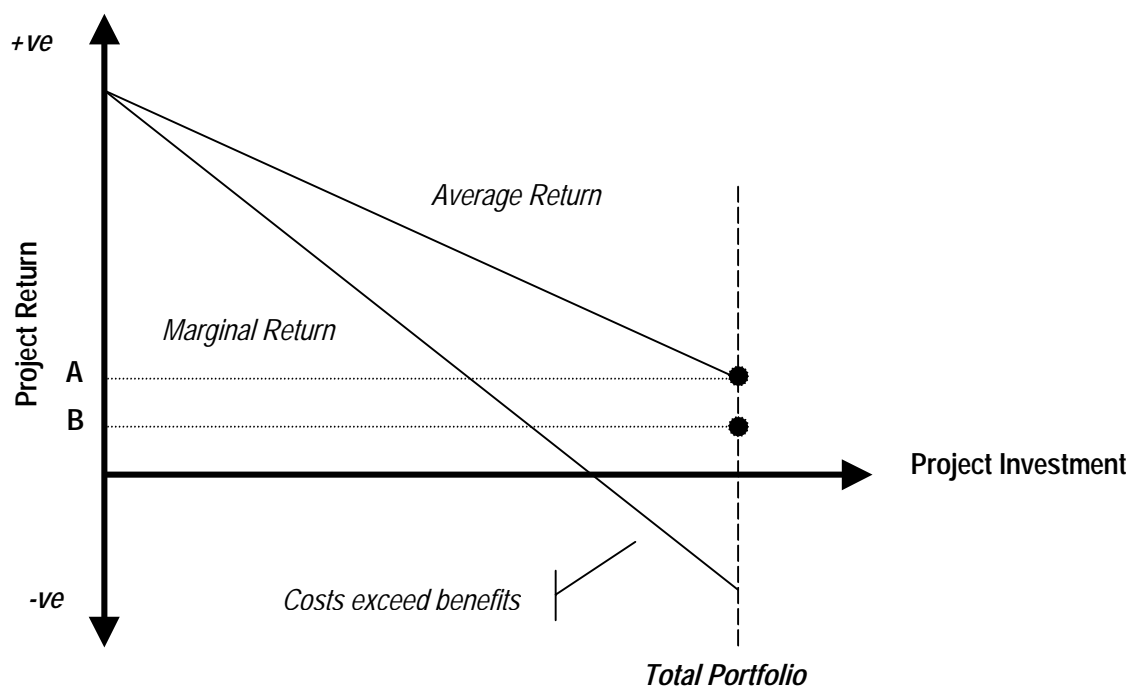 +ve
Average Return
Project Return
Marginal Return
A
B
Project Investment
-ve
Costs exceed benefits
Total Portfolio